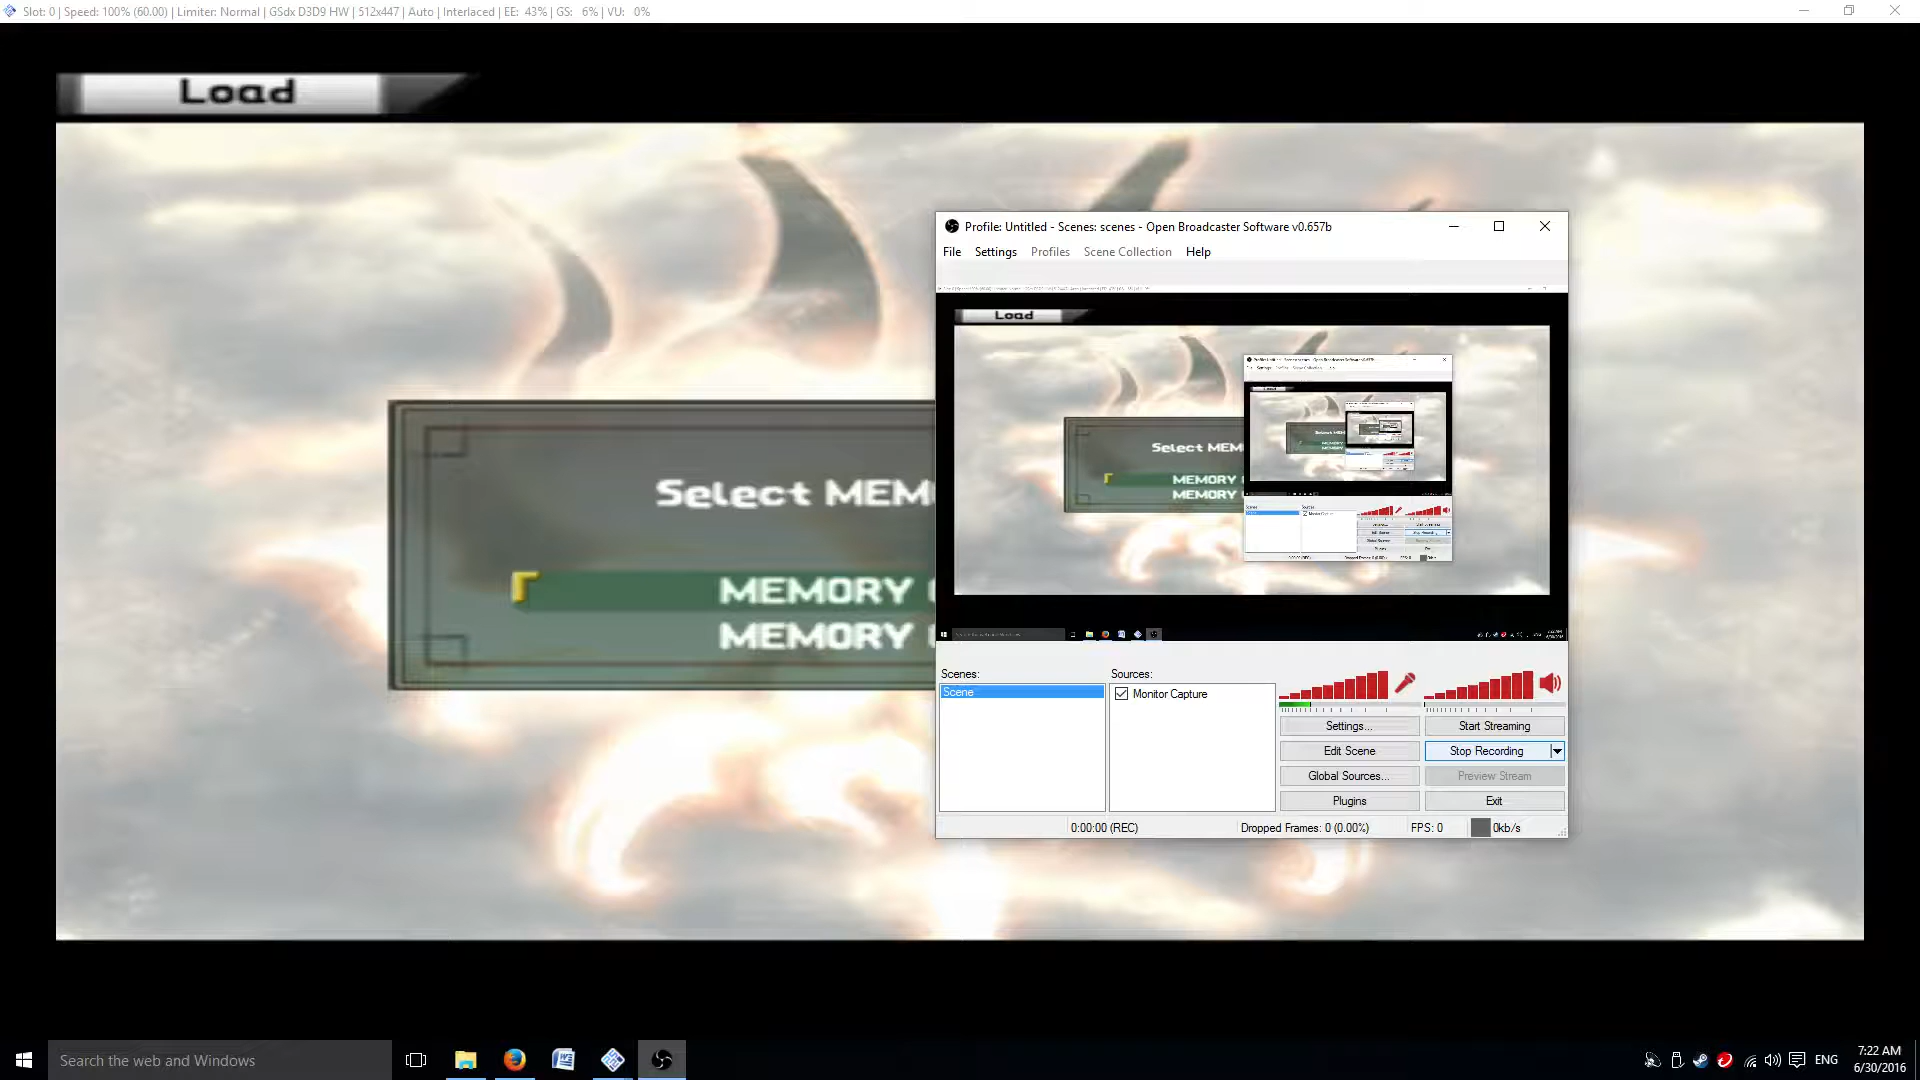 Slot: 0 | Speed: 100% (60.00) | Limiter: Normal | GSdx D3D9 HW | 512x447 | Auto | Interlaced | EE: 43% | GS: 6% | VU: 0%
Load
Profile: Untitled - Scenes: scenes - Open Broadcaster Software v0.657b
File Settings Profiles Scene Collection Help
Load
Select MEM
MEMORY
MEMORY
Select MEM
MEMORY
MEMORY
Scenes:
Scene
Sources:
Monitor Capture
Settings...
Start Streaming
Edit Scene
Stop Recording
Global Sources...
Preview Stream
Plugins
Exit
0:00:00 (REC)
Dropped Frames: 0 (0.00%)
FPS: 0
0kb/s
Search the web and Windows
ENG
7:22 AM
6/30/2016